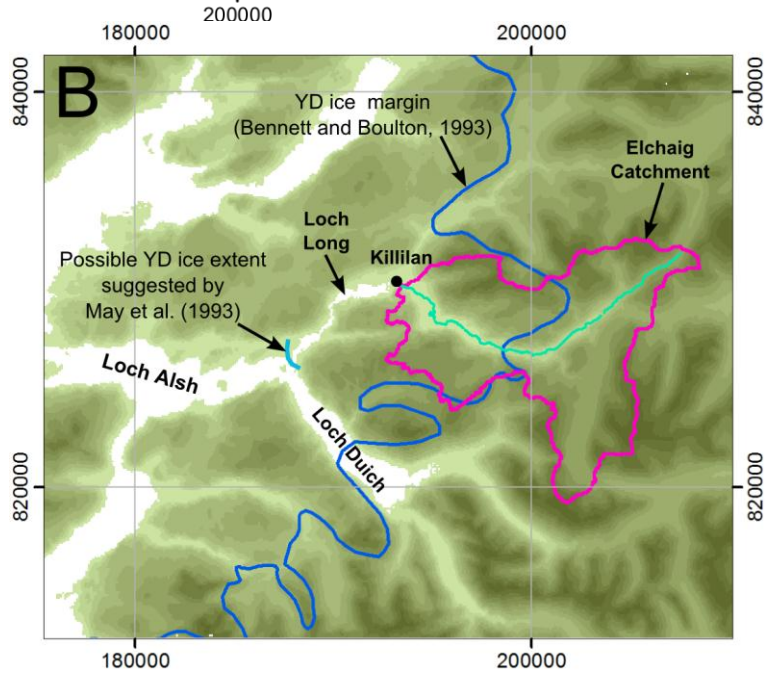 200000
180000
200000
B
840000
840000
YD ice margin
(Bennett and Boulton, 1993)
Elchaig
Catchment
Loch
Long
Killilan
Possible YD ice extent
suggested by
May et al. (1993)
Loch Alsh
Loch Duich
820000
820000
180000
200000